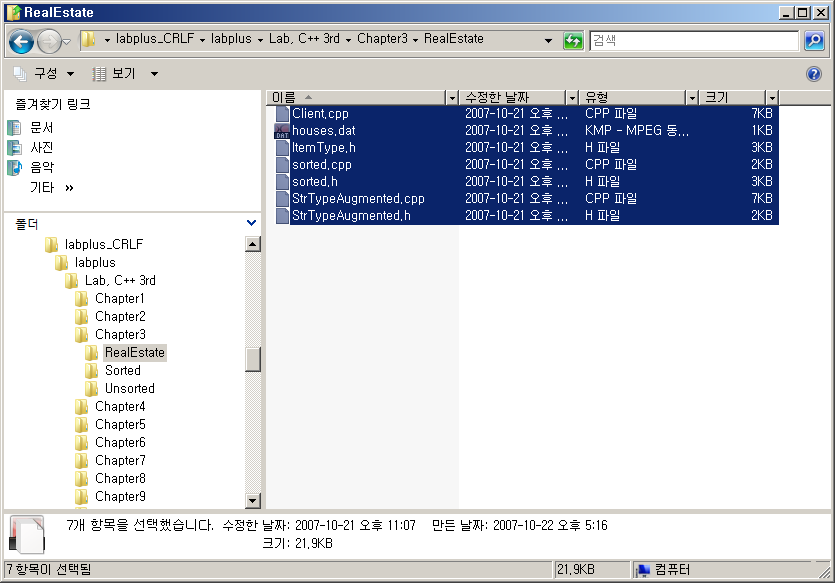 RealEstate
labplus_CRLF labplus Lab, C++ 3rd Chapter3 RealEstate 검색
구성 보기
즐겨찾기 링크
문서
사진
음악
기타 »
폴더
labplus_CRLF
labplus
Lab, C++ 3rd
Chapter1
Chapter2
Chapter3
RealEstate
Sorted
Unsorted
Chapter4
Chapter5
Chapter6
Chapter7
Chapter8
Chapter9
이름 수정한 날짜 유형 크기
Client.cpp 2007-10-21 오후 ... CPP 파일 7KB
houses.dat 2007-10-21 오후 ... KMP - MPEG 동... 1KB
ItemType.h 2007-10-21 오후 ... H 파일 3KB
sorted.cpp 2007-10-21 오후 ... CPP 파일 2KB
sorted.h 2007-10-21 오후 ... H 파일 3KB
StrTypeAugmented.cpp 2007-10-21 오후 ... CPP 파일 7KB
StrTypeAugmented.h 2007-10-21 오후 ... H 파일 2KB
7개 항목을 선택했습니다. 수정한 날짜: 2007-10-21 오후 11:07 만든 날짜: 2007-10-22 오후 5:16
크기: 21.9KB
7 항목이 선택됨 21.9KB 컴퓨터